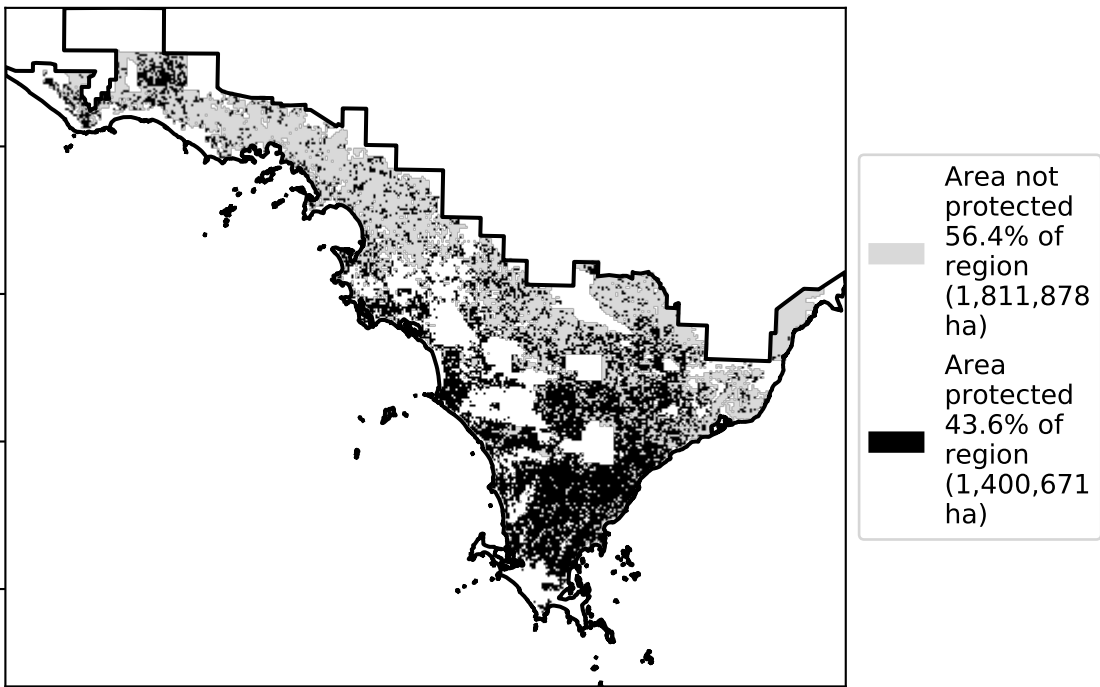 Area not
protected
56.4% of
region
(1,811,878
ha)
Area
protected
43.6% of
region
(1,400,671
ha)